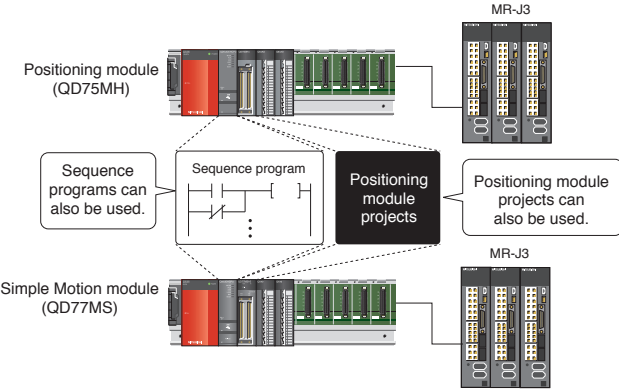 MR-J3
Positioning module
(QD75MH)
Sequence
programs can
also be used.
Sequence program
Positioning
module
projects
Positioning module
projects can
also be used.
Simple Motion module
(QD77MS)
MR-J3